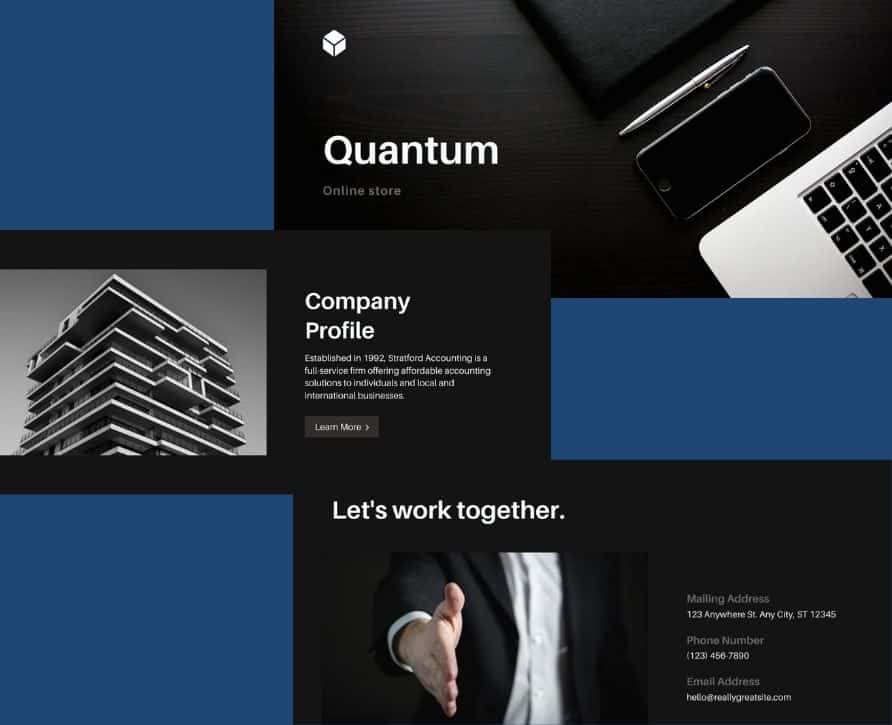 Quantum
Online store
Company
Profile
Established in 1992, Stratford Accounting is a
full-service firm offering affordable accounting
solutions to individuals and local and
international businesses.
Learn More >
Let's work together.
Mailing Address
123 Anywhere St. Any City, ST 12345
Phone Number
(123) 456-7890
Email Address
hello@reallygreatsite.com